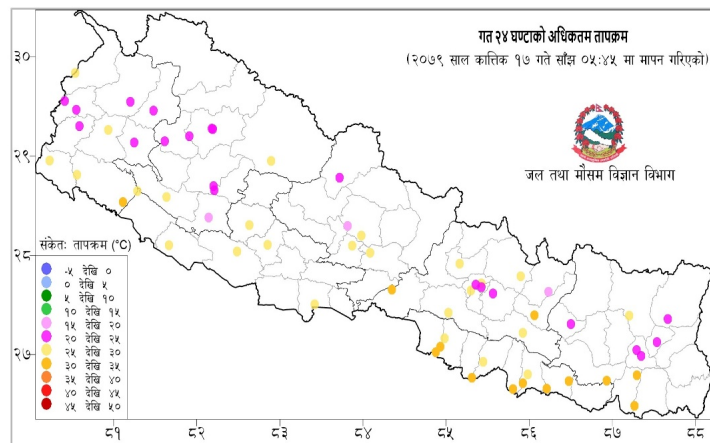 गत २४ घण्टाको अधिकतम तापक्रम
(२०७९ साल कात्तिक १७ गते साँझ ०५:४५ मा मापन गरिएको)
जल तथा मौसम विज्ञान विभाग
३०
२९
२८
२७
संकेतः तापक्रम (°C)
-५ देखि ०
० देखि ५
५ देखि १०
१० देखि १५
१५ देखि २०
२० देखि २५
२५ देखि ३०
३० देखि ३५
३५ देखि ४०
४० देखि ४५
४५ देखि ५०
८१ ८२ ८३ ८४ ८५ ८६ ८७ ८८